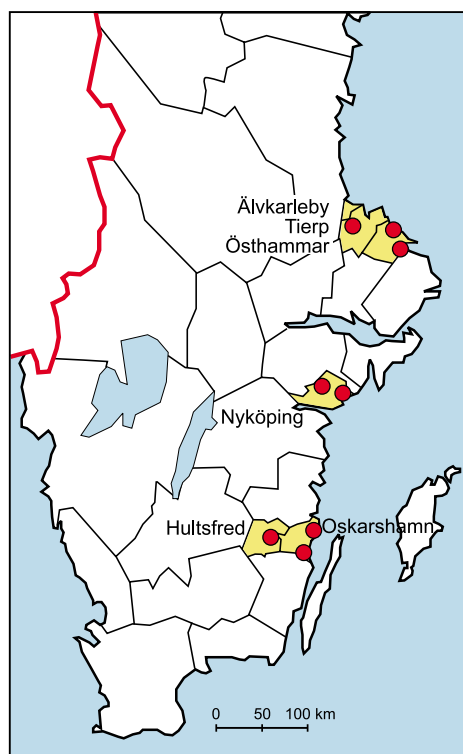 Älvkarleby
Tierp
Östhammar
Nyköping
Hultsfred
Oskarshamn
0 50 100 km